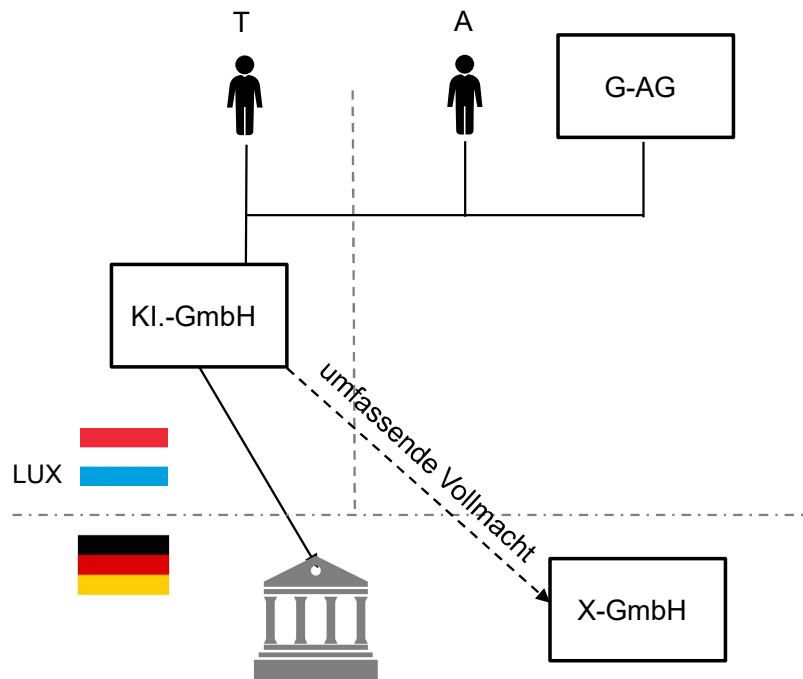 T
A
G-AG
Kl.-GmbH
umfassende Vollmacht
LUX
X-GmbH